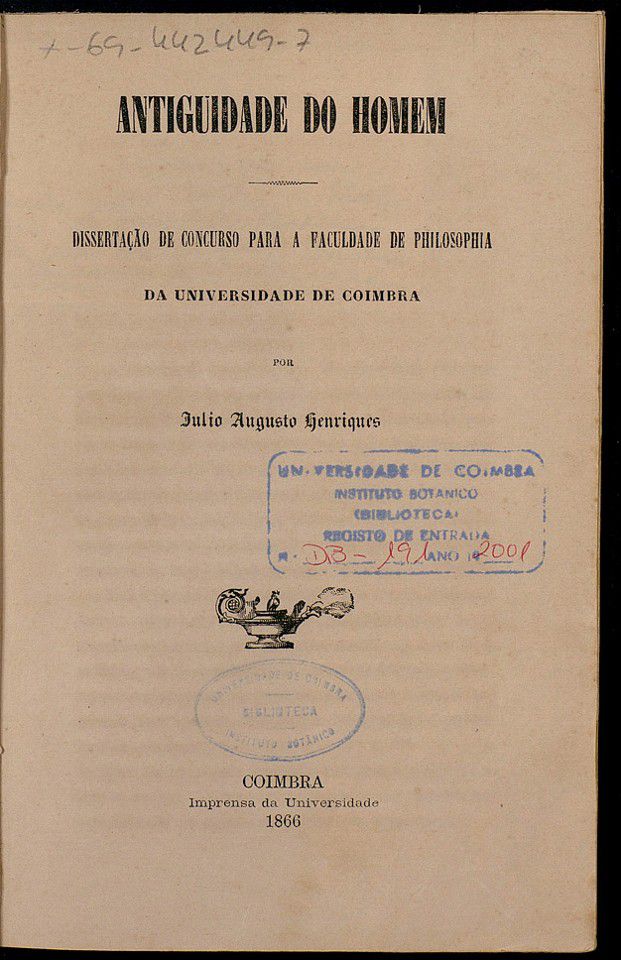 x-69-442449-7
ANTIGUIDADE DO HOMEM
DISSERTAÇÃO DE CONCURSO PARA A FACULDADE DE PHILOSOPHIA
DA UNIVERSIDADE DE COIMBRA
POR
Julio Augusto Henriques
UNIVERSIDADE DE COIMBRA
INSTITUTO BOTANICO
(BIBLIOTECA)
REGISTO DE ENTRADA
N. DB-191 ANO 2001
UNIVERSIDADE DE COIMBRA
BIBLIOTECA
INSTITUTO BOTÂNICO
COIMBRA
Imprensa da Universidade
1866